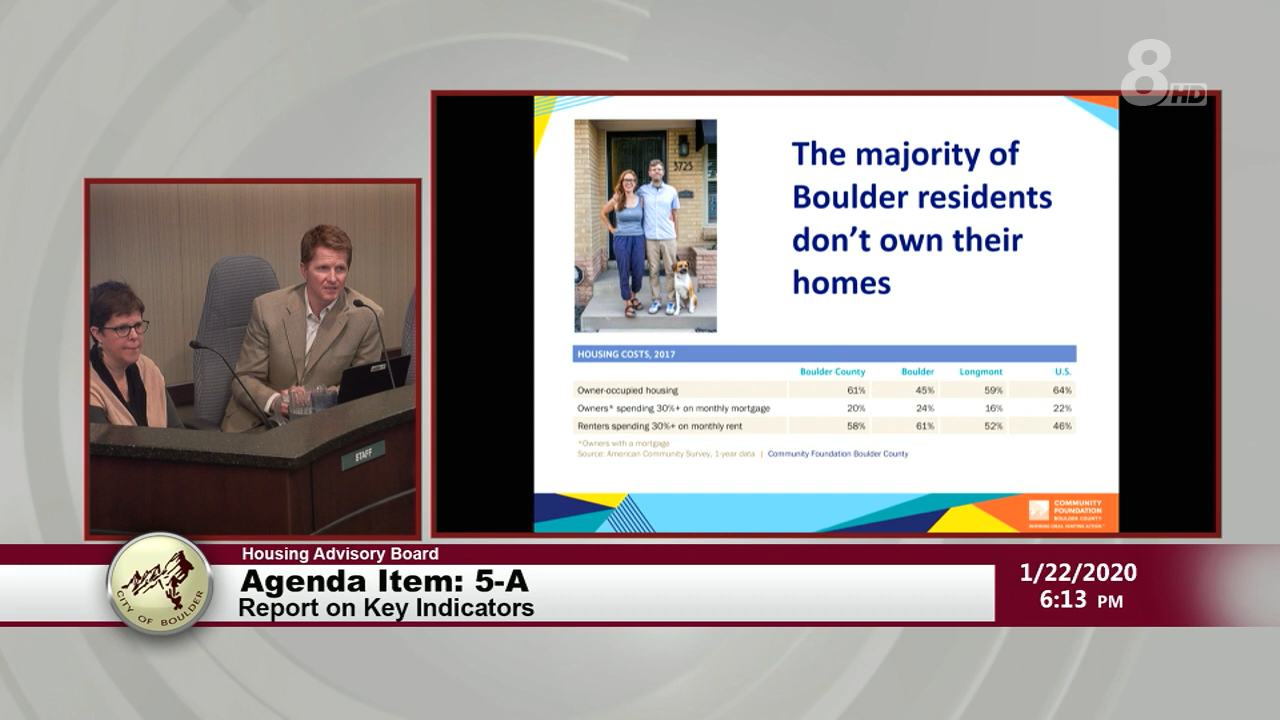 8
HD
3725
The majority of
Boulder residents
don't own their
homes
HOUSING COSTS, 2017
Boulder County Boulder Longmont U.S.
Owner-occupied housing 61% 45% 59% 64%
Owners* spending 30%+ on monthly mortgage 20% 24% 16% 22%
Renters spending 30%+ on monthly rent 58% 61% 52% 46%
*Owners with a mortgage
Source: American Community Survey, 1-year data | Community Foundation Boulder County
COMMUNITY
FOUNDATION
BOULDER COUNTY
STAFF
Housing Advisory Board
Agenda Item: 5-A
Report on Key Indicators
CITY OF BOULDER
1/22/2020
6:13 PM